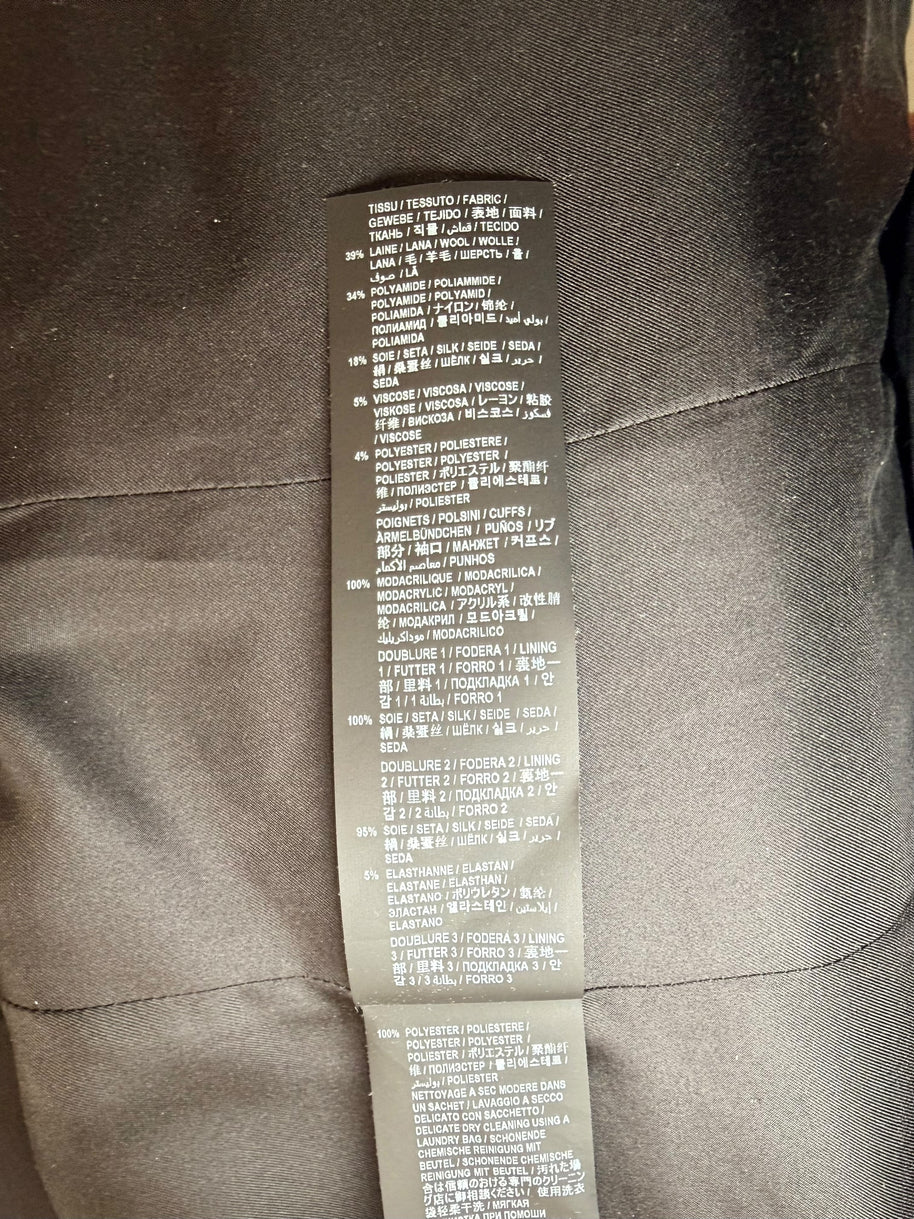 TISSU / TESSUTO / FABRIC /
GEWEBE / TEJIDO / 表地 / 面料 /
ТКАНЬ / 직물 / قماش / TECIDO
39% LAINE / LANA / WOOL / WOLLE /
LANA / 毛 / 羊毛 / ШЕРСТЬ / 울 /
صوف / LÃ
34% POLYAMIDE / POLIAMMIDE /
POLYAMIDE / POLYAMID /
POLIAMIDA / ナイロン / 锦纶 /
ПОЛИАМИД / 폴리아미드 / بولي أميد /
POLIAMIDA
18% SOIE / SETA / SILK / SEIDE / SEDA /
絹 / 桑蚕丝 / ШЁЛК / 실크 / حرير /
SEDA
5% VISCOSE / VISCOSA / VISCOSE /
VISKOSE / VISCOSA / レーヨン / 粘胶
纤维 / ВИСКОЗА / 비스코스 / فسكوز
/ VISCOSE
4% POLYESTER / POLIESTERE /
POLYESTER / POLYESTER /
POLIESTER / ポリエステル / 聚酯纤
维 / ПОЛИЭСТЕР / 폴리에스테르 /
بوليستر / POLIESTER
POIGNETS / POLSINI / CUFFS /
ÄRMELBÜNDCHEN / PUÑOS / リブ
部分 / 袖口 / МАНЖЕТ / 커프스 /
معاصم الأكمام / PUNHOS
100% MODACRILIQUE / MODACRILICA /
MODACRYLIC / MODACRYL /
MODACRILICA / アクリル系 / 改性腈
纶 / МОДАКРИЛ / 모드아크릴 /
موداكريليك / MODACRILICO
DOUBLURE 1 / FODERA 1 / LINING
1 / FUTTER 1 / FORRO 1 / 裏地一
部 / 里料 1 / ПОДКЛАДКА 1 / 안
감 1 / بطانة 1 / FORRO 1
100% SOIE / SETA / SILK / SEIDE / SEDA /
絹 / 桑蚕丝 / ШЁЛК / 실크 / حرير /
SEDA
DOUBLURE 2 / FODERA 2 / LINING
2 / FUTTER 2 / FORRO 2 / 裏地一
部 / 里料 2 / ПОДКЛАДКА 2 / 안
감 2 / بطانة 2 / FORRO 2
95% SOIE / SETA / SILK / SEIDE / SEDA /
絹 / 桑蚕丝 / ШЁЛК / 실크 / حرير /
SEDA
5% ELASTHANNE / ELASTAN /
ELASTANE / ELASTHAN /
ELASTANO / ポリウレタン / 氨纶 /
ЭЛАСТАН / 엘라스테인 / إيلاستين /
ELASTANO
DOUBLURE 3 / FODERA 3 / LINING
3 / FUTTER 3 / FORRO 3 / 裏地一
部 / 里料 3 / ПОДКЛАДКА 3 / 안
감 3 / بطانة 3 / FORRO 3
100% POLYESTER / POLIESTERE /
POLYESTER / POLYESTER /
POLIESTER / ポリエステル / 聚酯纤
维 / ПОЛИЭСТЕР / 폴리에스테르 /
بوليستر / POLIESTER
NETTOYAGE A SEC MODERE DANS
UN SACHET / LAVAGGIO A SECCO
DELICATO CON SACCHETTO /
DELICATE DRY CLEANING USING A
LAUNDRY BAG / SCHONENDE
CHEMISCHE REINIGUNG MIT
BEUTEL / SCHONENDE CHEMISCHE
REINIGUNG MIT BEUTEL / 汚れた場
合は信頼のおける専門のクリーニン
グ店に御相談ください / 使用洗衣
袋轻柔干洗 / МЯГКАЯ
ЧИСТКА ПРИ ПОМОЩИ